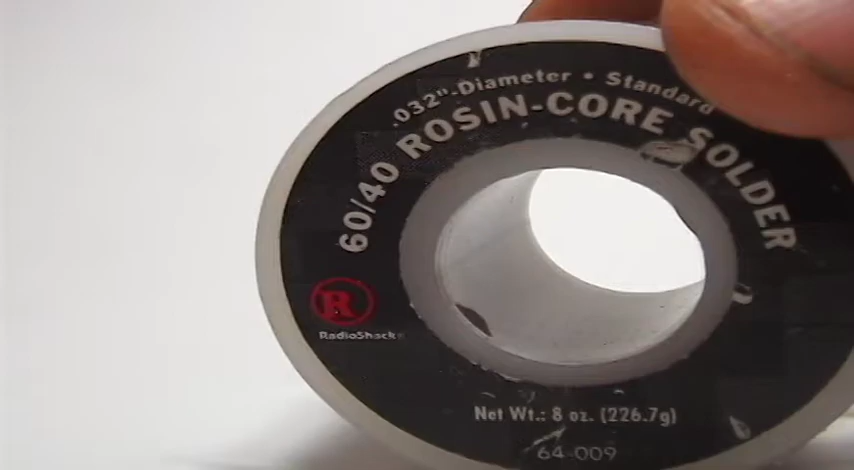 .032"-Diameter • Standard
60/40 ROSIN-CORE SOLDER
R
RadioShack
Net Wt.: 8 oz. (226.7g)
64-009